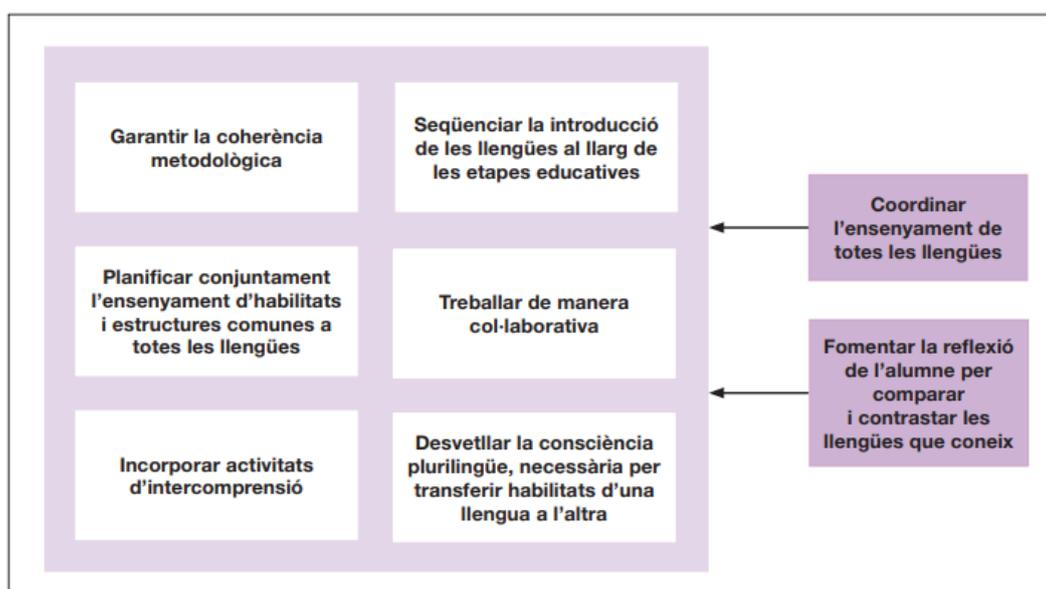 Garantir la coherència
metodològica
Seqüenciar la introducció
de les llengües al llarg de
les etapes educatives
Planificar conjuntament
l’ensenyament d’habilitats
i estructures comunes a
totes les llengües
Treballar de manera
col·laborativa
Incorporar activitats
d’intercomprensió
Desvetllar la consciència
plurilingüe, necessària per
transferir habilitats d’una
llengua a l’altra
Coordinar
l’ensenyament de
totes les llengües
Fomentar la reflexió
de l’alumne per
comparar
i contrastar les
llengües que coneix